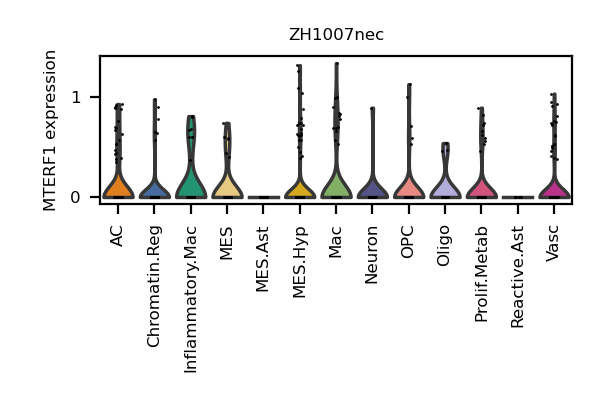 ZH1007nec
MTERF1 expression
1
0
AC
Chromatin.Reg
Inflammatory.Mac
MES
MES.Ast
MES.Hyp
Mac
Neuron
OPC
Oligo
Prolif.Metab
Reactive.Ast
Vasc